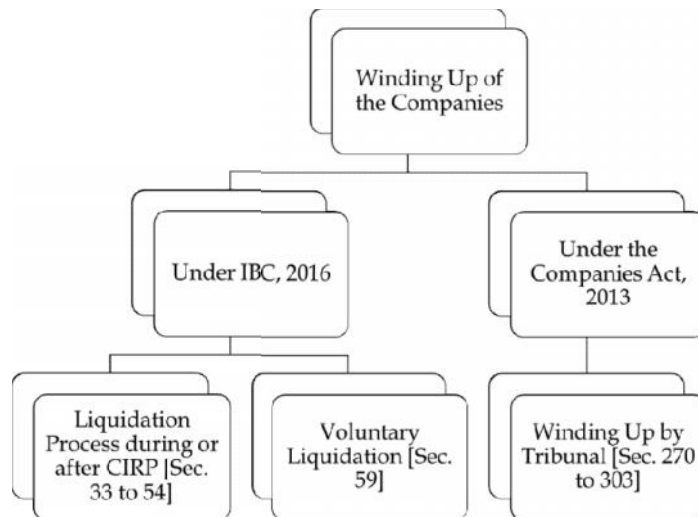 Winding Up of
the Companies
Under IBC, 2016
Under the
Companies Act,
2013
Liquidation
Process during or
after CIRP [Sec.
33 to 54]
Voluntary
Liquidation [Sec.
59]
Winding Up by
Tribunal [Sec. 270
to 303]